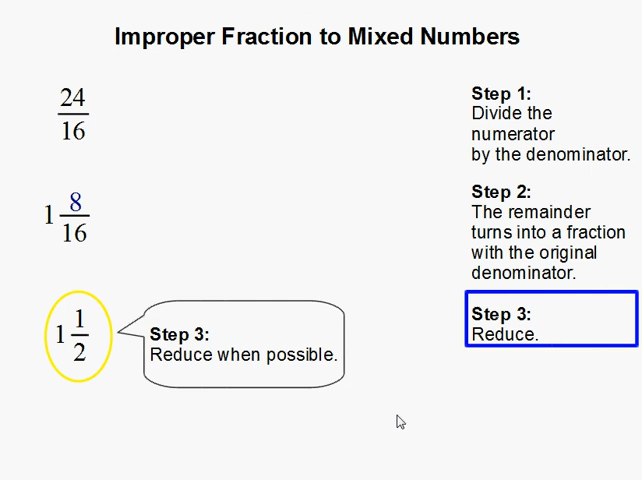 Improper Fraction to Mixed Numbers
24
16
1 8
16
1 1
2
Step 3:
Reduce when possible.
Step 1:
Divide the
numerator
by the denominator.
Step 2:
The remainder
turns into a fraction
with the original
denominator.
Step 3:
Reduce.